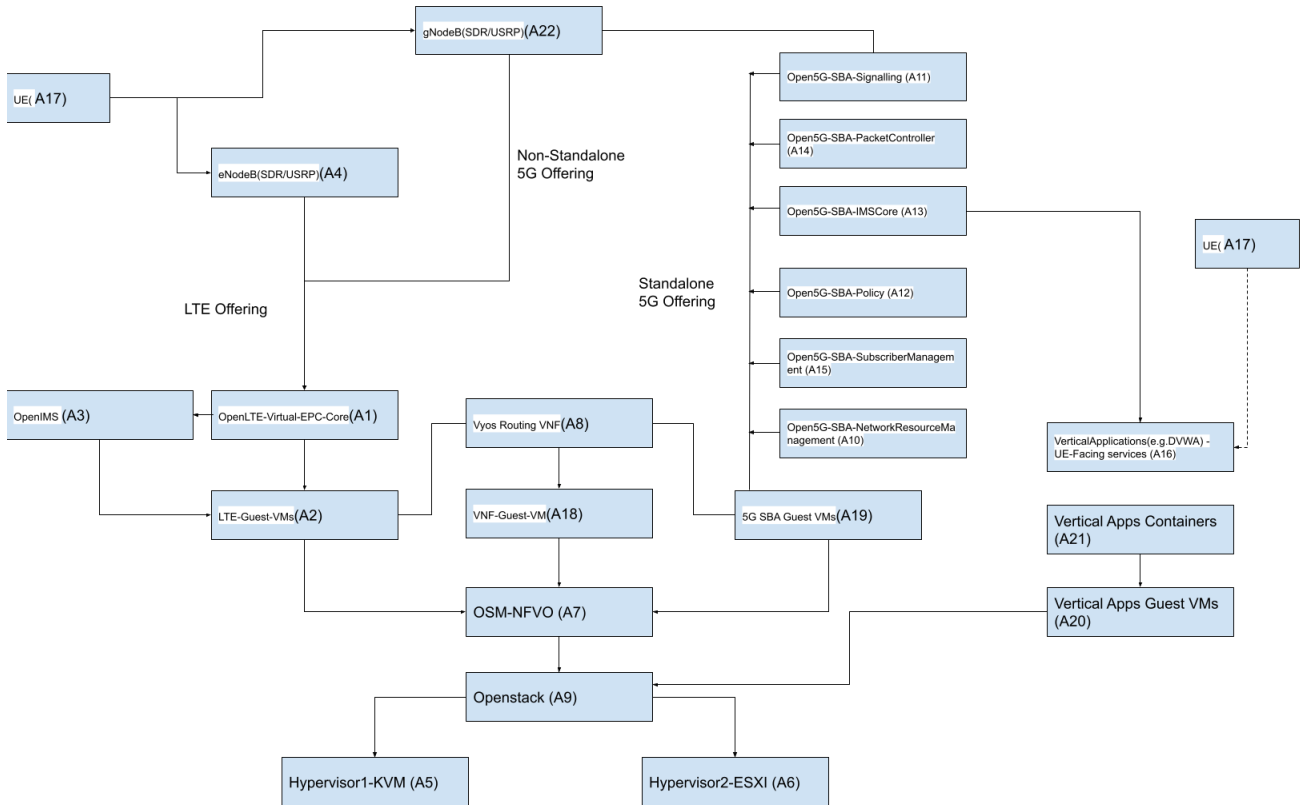 gNodeB(SDR/USRP)(A22)
Open5G-SBA-Signalling (A11)
UE( A17)
Open5G-SBA-PacketController
(A14)
Non-Standalone
5G Offering
eNodeB(SDR/USRP)(A4)
Open5G-SBA-IMSCore (A13)
UE( A17)
Standalone
5G Offering
Open5G-SBA-Policy (A12)
LTE Offering
Open5G-SBA-SubscriberManagem
ent (A15)
OpenIMS (A3)
OpenLTE-Virtual-EPC-Core(A1)
Vyos Routing VNF(A8)
Open5G-SBA-NetworkResourceMa
nagement (A10)
VerticalApplications(e.g.DVWA) -
UE-Facing services (A16)
LTE-Guest-VMs(A2)
VNF-Guest-VM(A18)
5G SBA Guest VMs(A19)
Vertical Apps Containers
(A21)
OSM-NFVO (A7)
Vertical Apps Guest VMs
(A20)
Openstack (A9)
Hypervisor1-KVM (A5)
Hypervisor2-ESXI (A6)